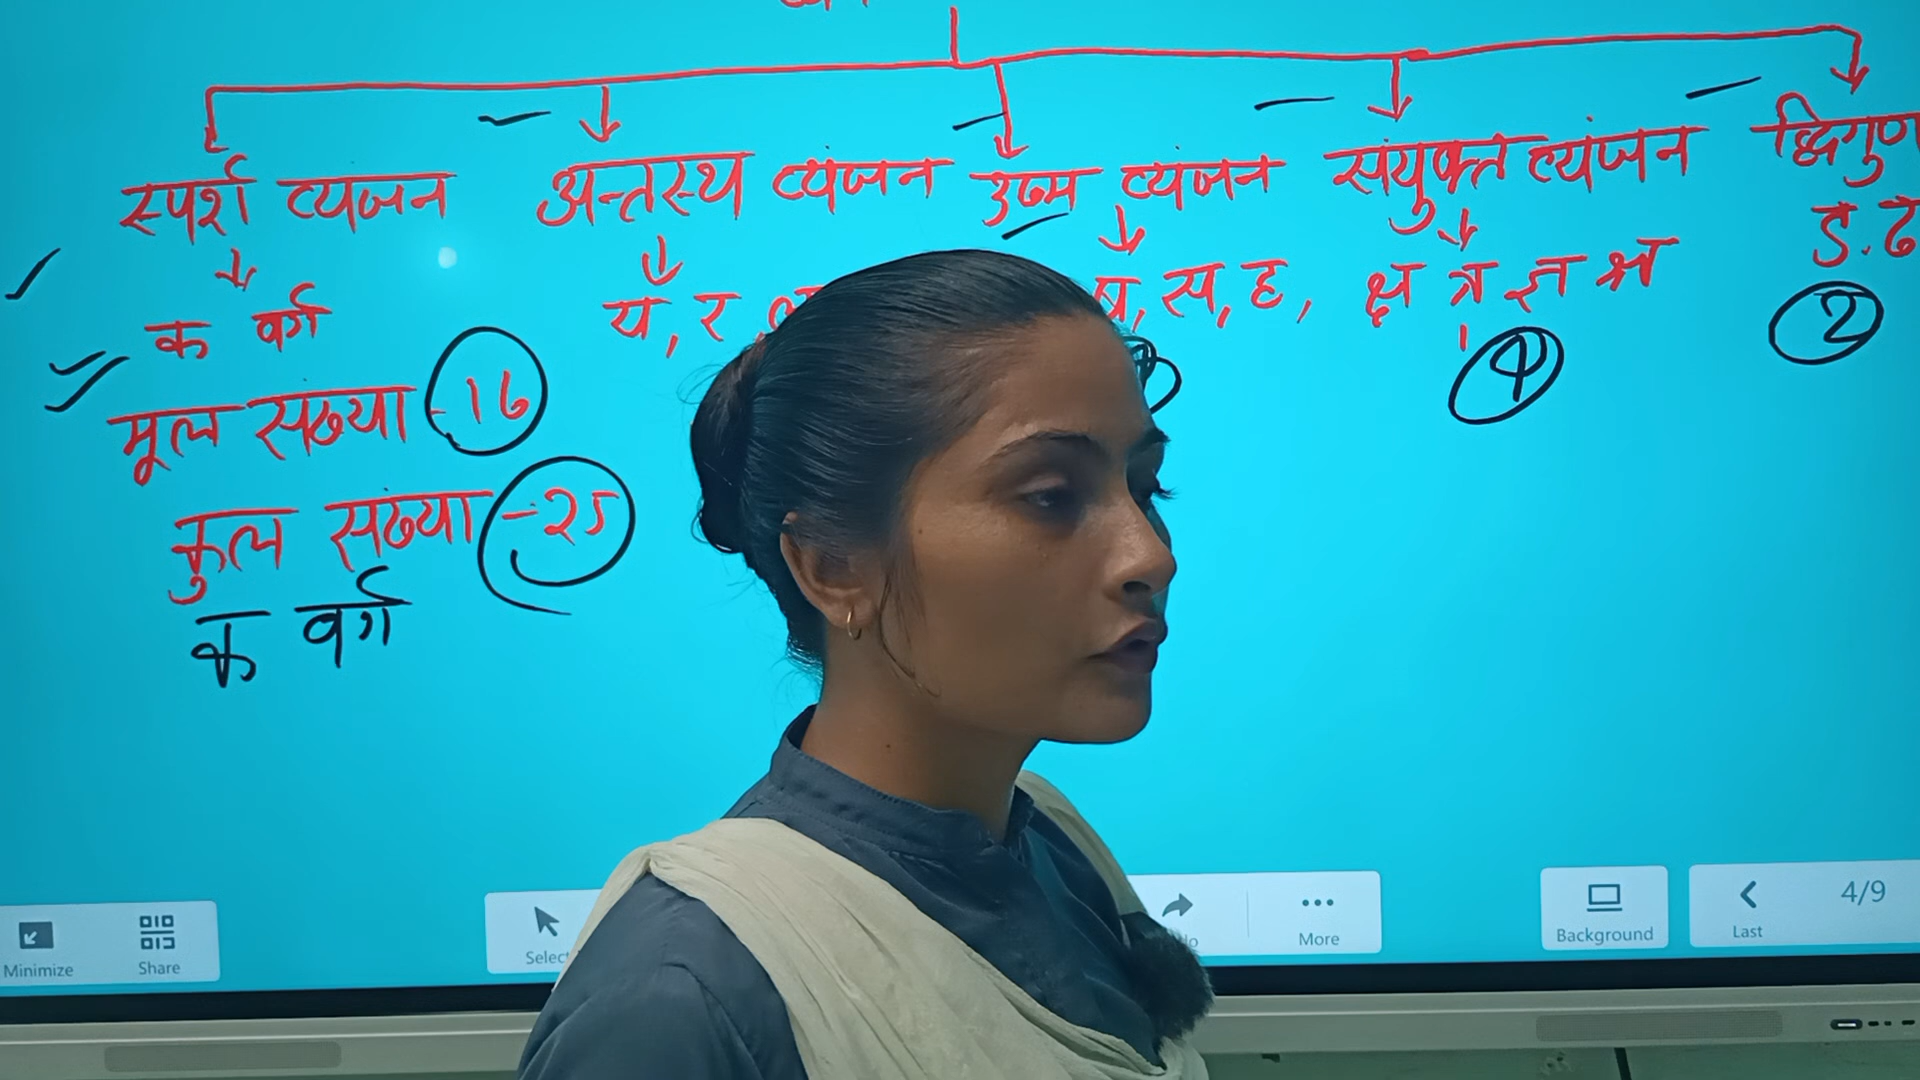 स्पर्श व्यंजन अन्तस्थ व्यंजन उष्म व्यंजन संयुक्त व्यंजन द्विगुण
क वर्ग य, र, ष, स, ह, क्ष त्र ज्ञ श्र ड़. ढ
मूल संख्या -16 4 2
कुल संख्या -25
क वर्ग
Minimize Share Select More Background Last 4/9